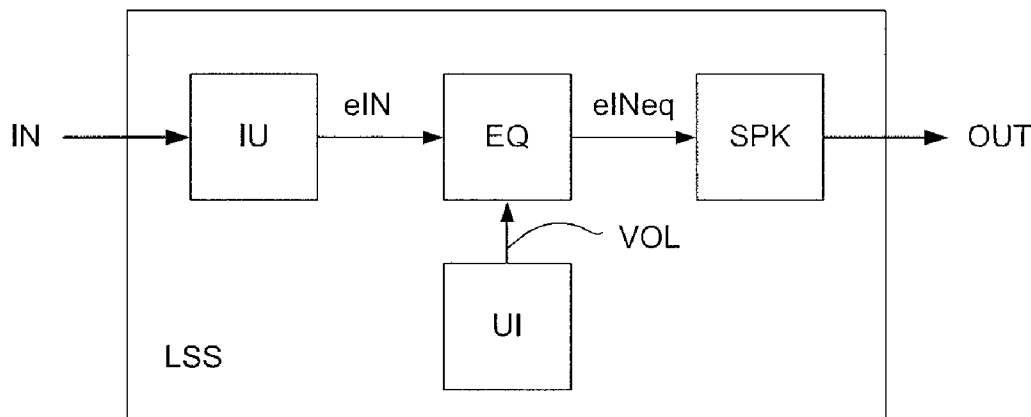 eIN
eINeq
IN
IU
EQ
SPK
OUT
VOL
UI
LSS